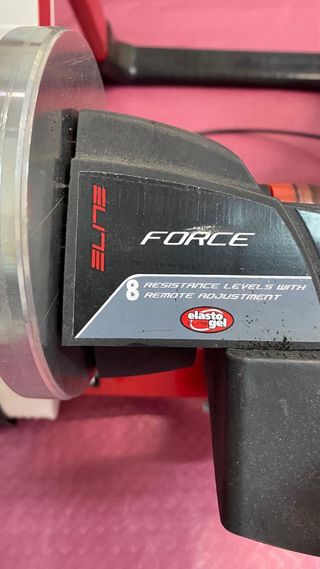 ELITE
FORCE
8 RESISTANCE LEVELS WITH
REMOTE ADJUSTMENT
elasto
gel